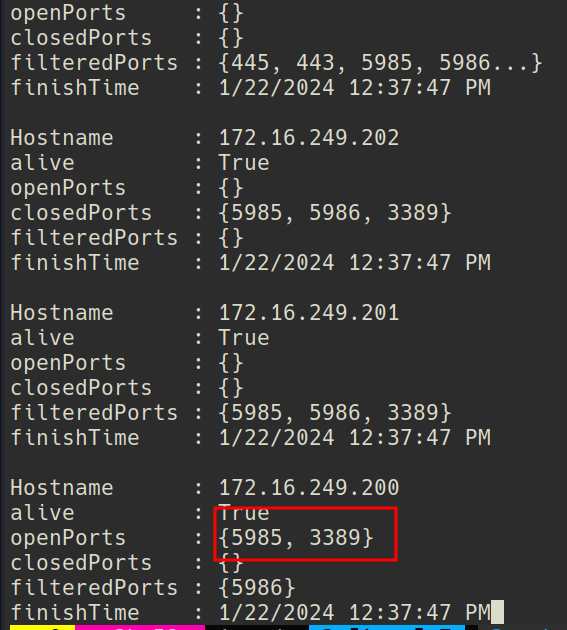 openPorts     : {}
closedPorts   : {}
filteredPorts : {445, 443, 5985, 5986...}
finishTime    : 1/22/2024 12:37:47 PM

Hostname      : 172.16.249.202
alive         : True
openPorts     : {}
closedPorts   : {5985, 5986, 3389}
filteredPorts : {}
finishTime    : 1/22/2024 12:37:47 PM

Hostname      : 172.16.249.201
alive         : True
openPorts     : {}
closedPorts   : {}
filteredPorts : {5985, 5986, 3389}
finishTime    : 1/22/2024 12:37:47 PM

Hostname      : 172.16.249.200
alive         : True
openPorts     : {5985, 3389}
closedPorts   : {}
filteredPorts : {5986}
finishTime    : 1/22/2024 12:37:47 PM